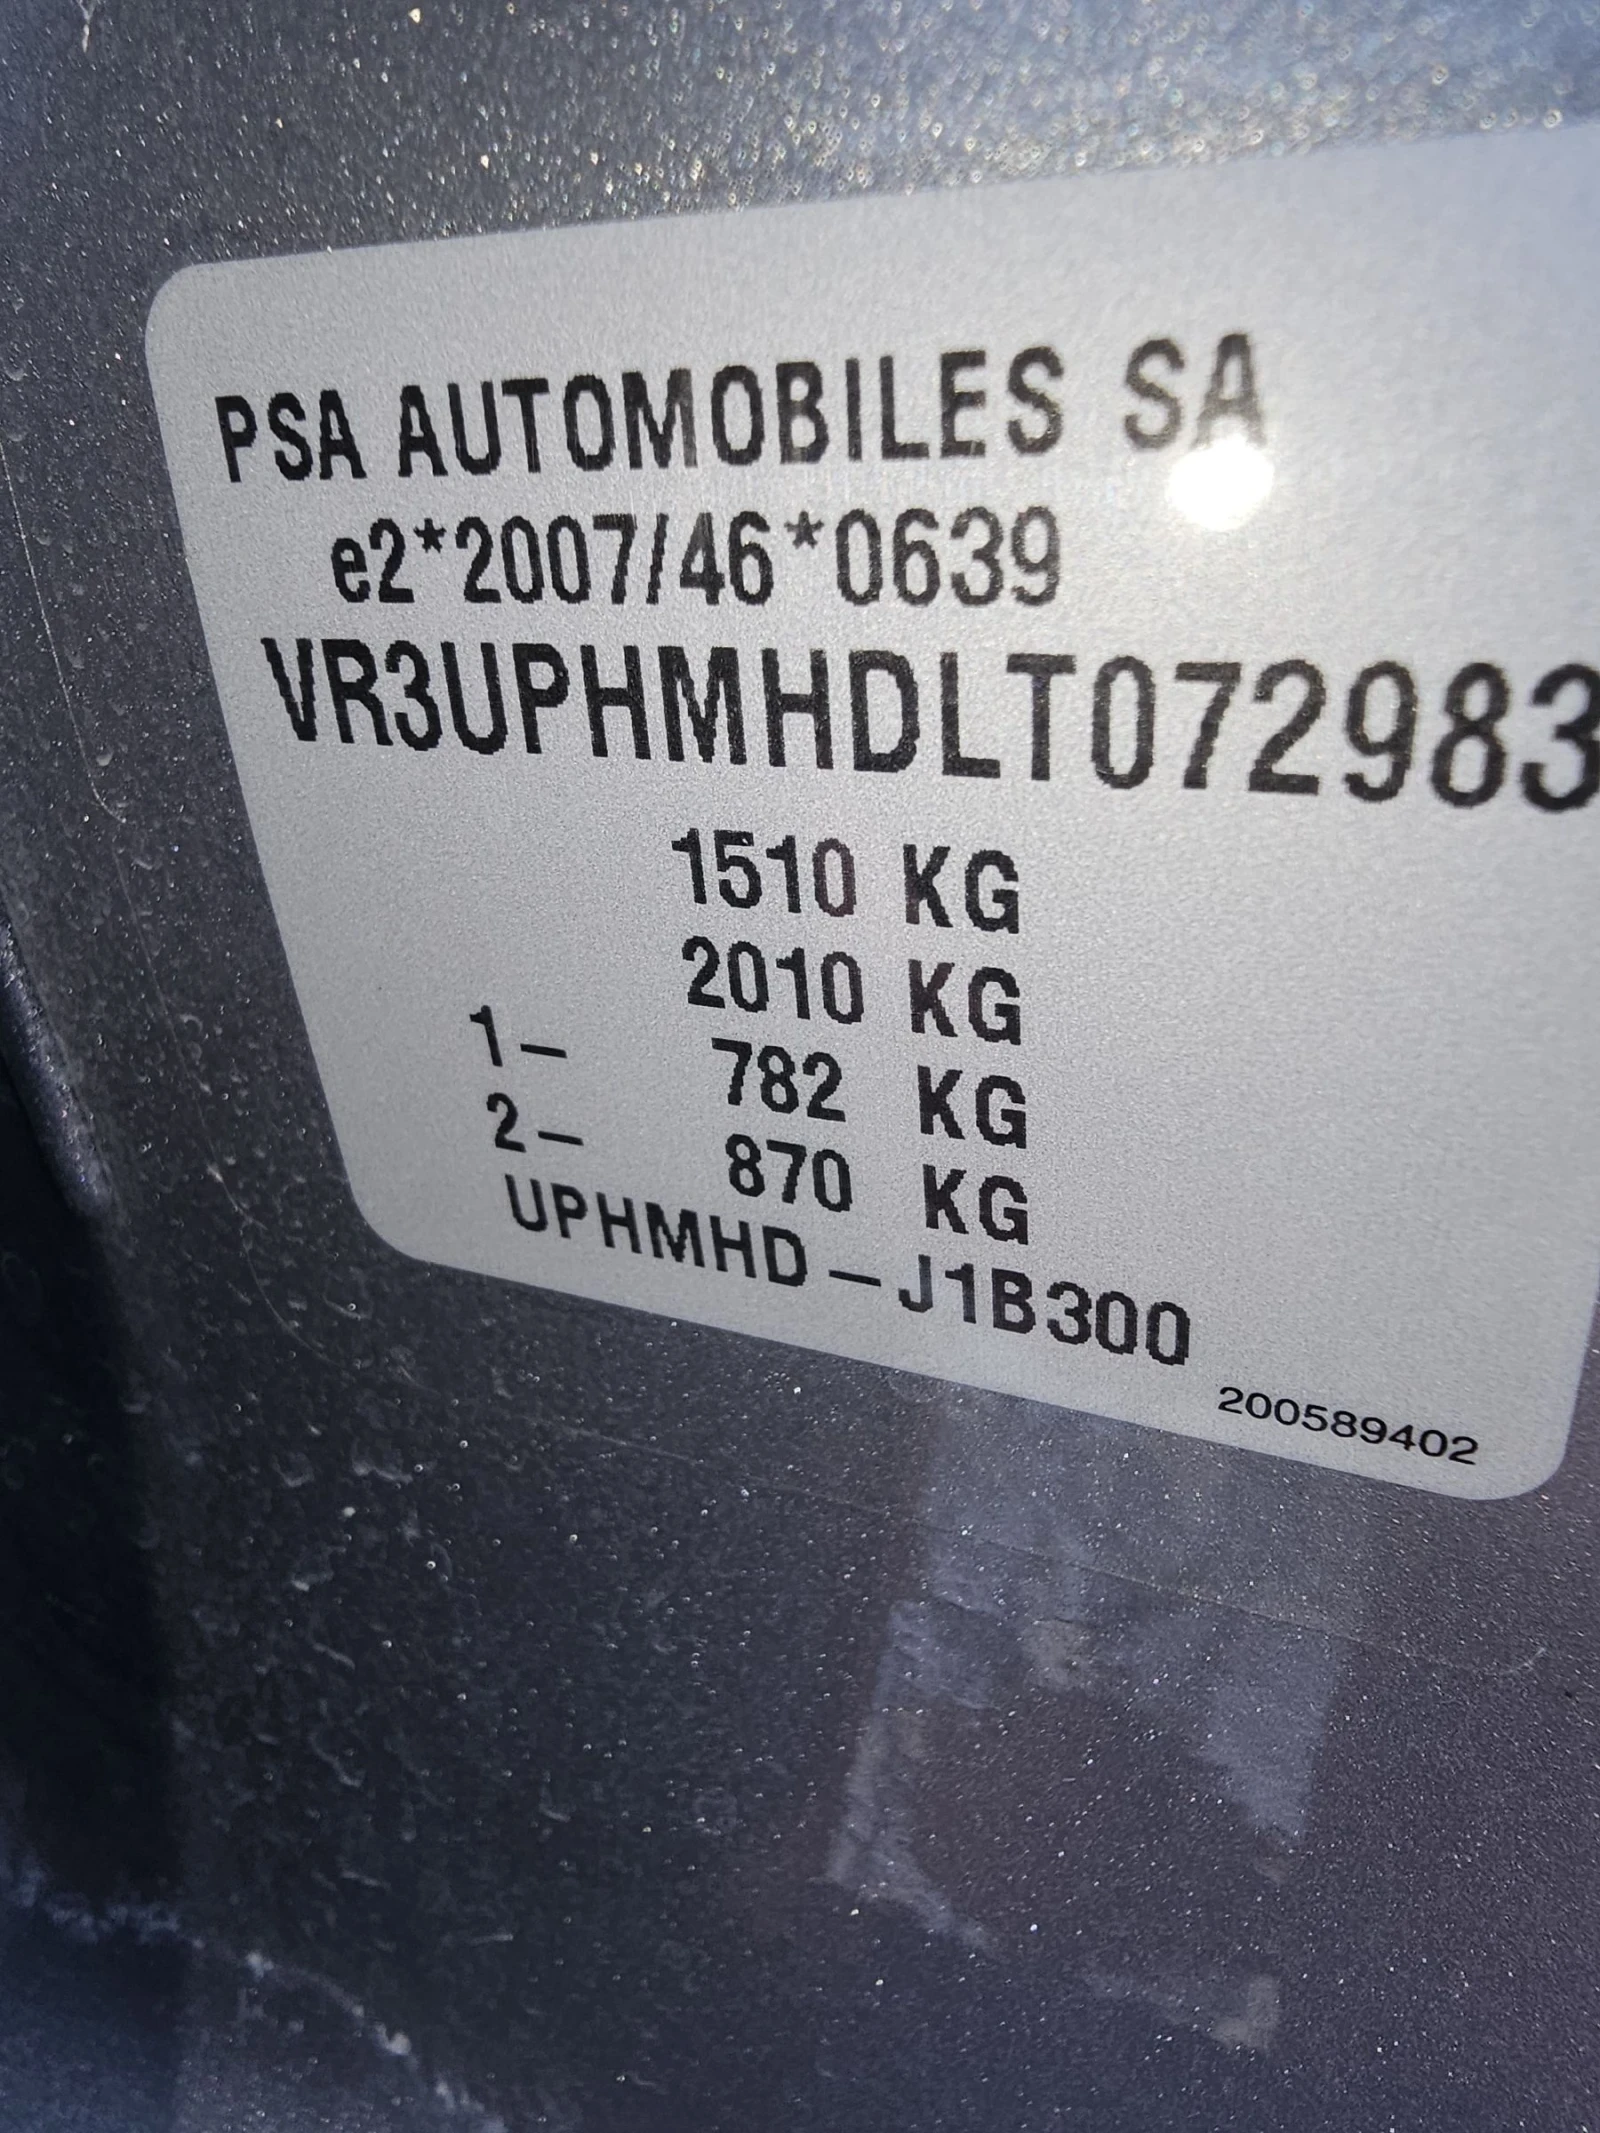 PSA AUTOMOBILES SA
e2*2007/46*0639
VR3UPHMHDLT072983
1510 KG
2010 KG
1- 782 KG
2- 870 KG
UPHMHD-J1B300
200589402